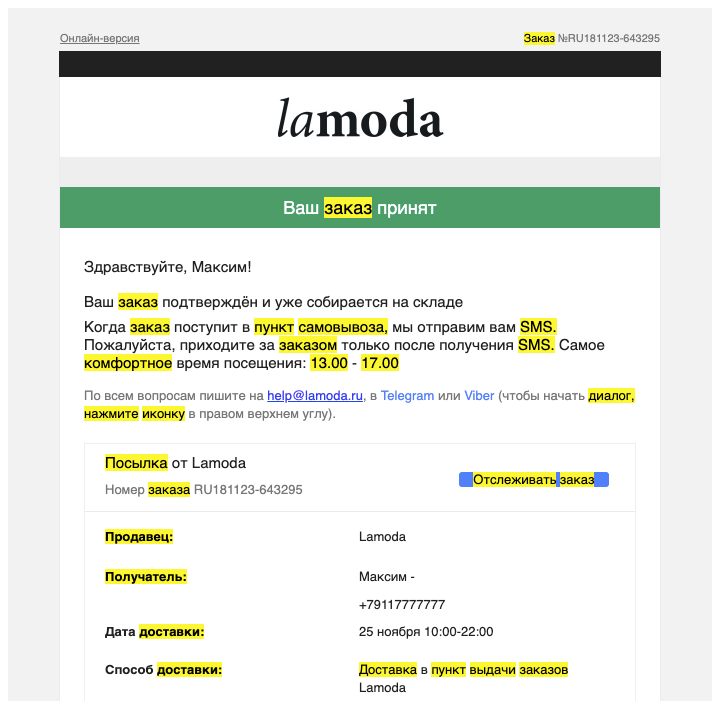 Онлайн-версия
Заказ №RU181123-643295
lamoda
Ваш заказ принят
Здравствуйте, Максим!
Ваш заказ подтверждён и уже собирается на складе
Когда заказ поступит в пункт самовывоза, мы отправим вам SMS.
Пожалуйста, приходите за заказом только после получения SMS. Самое
комфортное время посещения: 13.00 - 17.00
По всем вопросам пишите на help@lamoda.ru, в Telegram или Viber (чтобы начать диалог,
нажмите иконку в правом верхнем углу).
Посылка от Lamoda
Номер заказа RU181123-643295
Отслеживать заказ
Продавец: Lamoda
Получатель: Максим -
+79117777777
Дата доставки: 25 ноября 10:00-22:00
Способ доставки: Доставка в пункт выдачи заказов
Lamoda